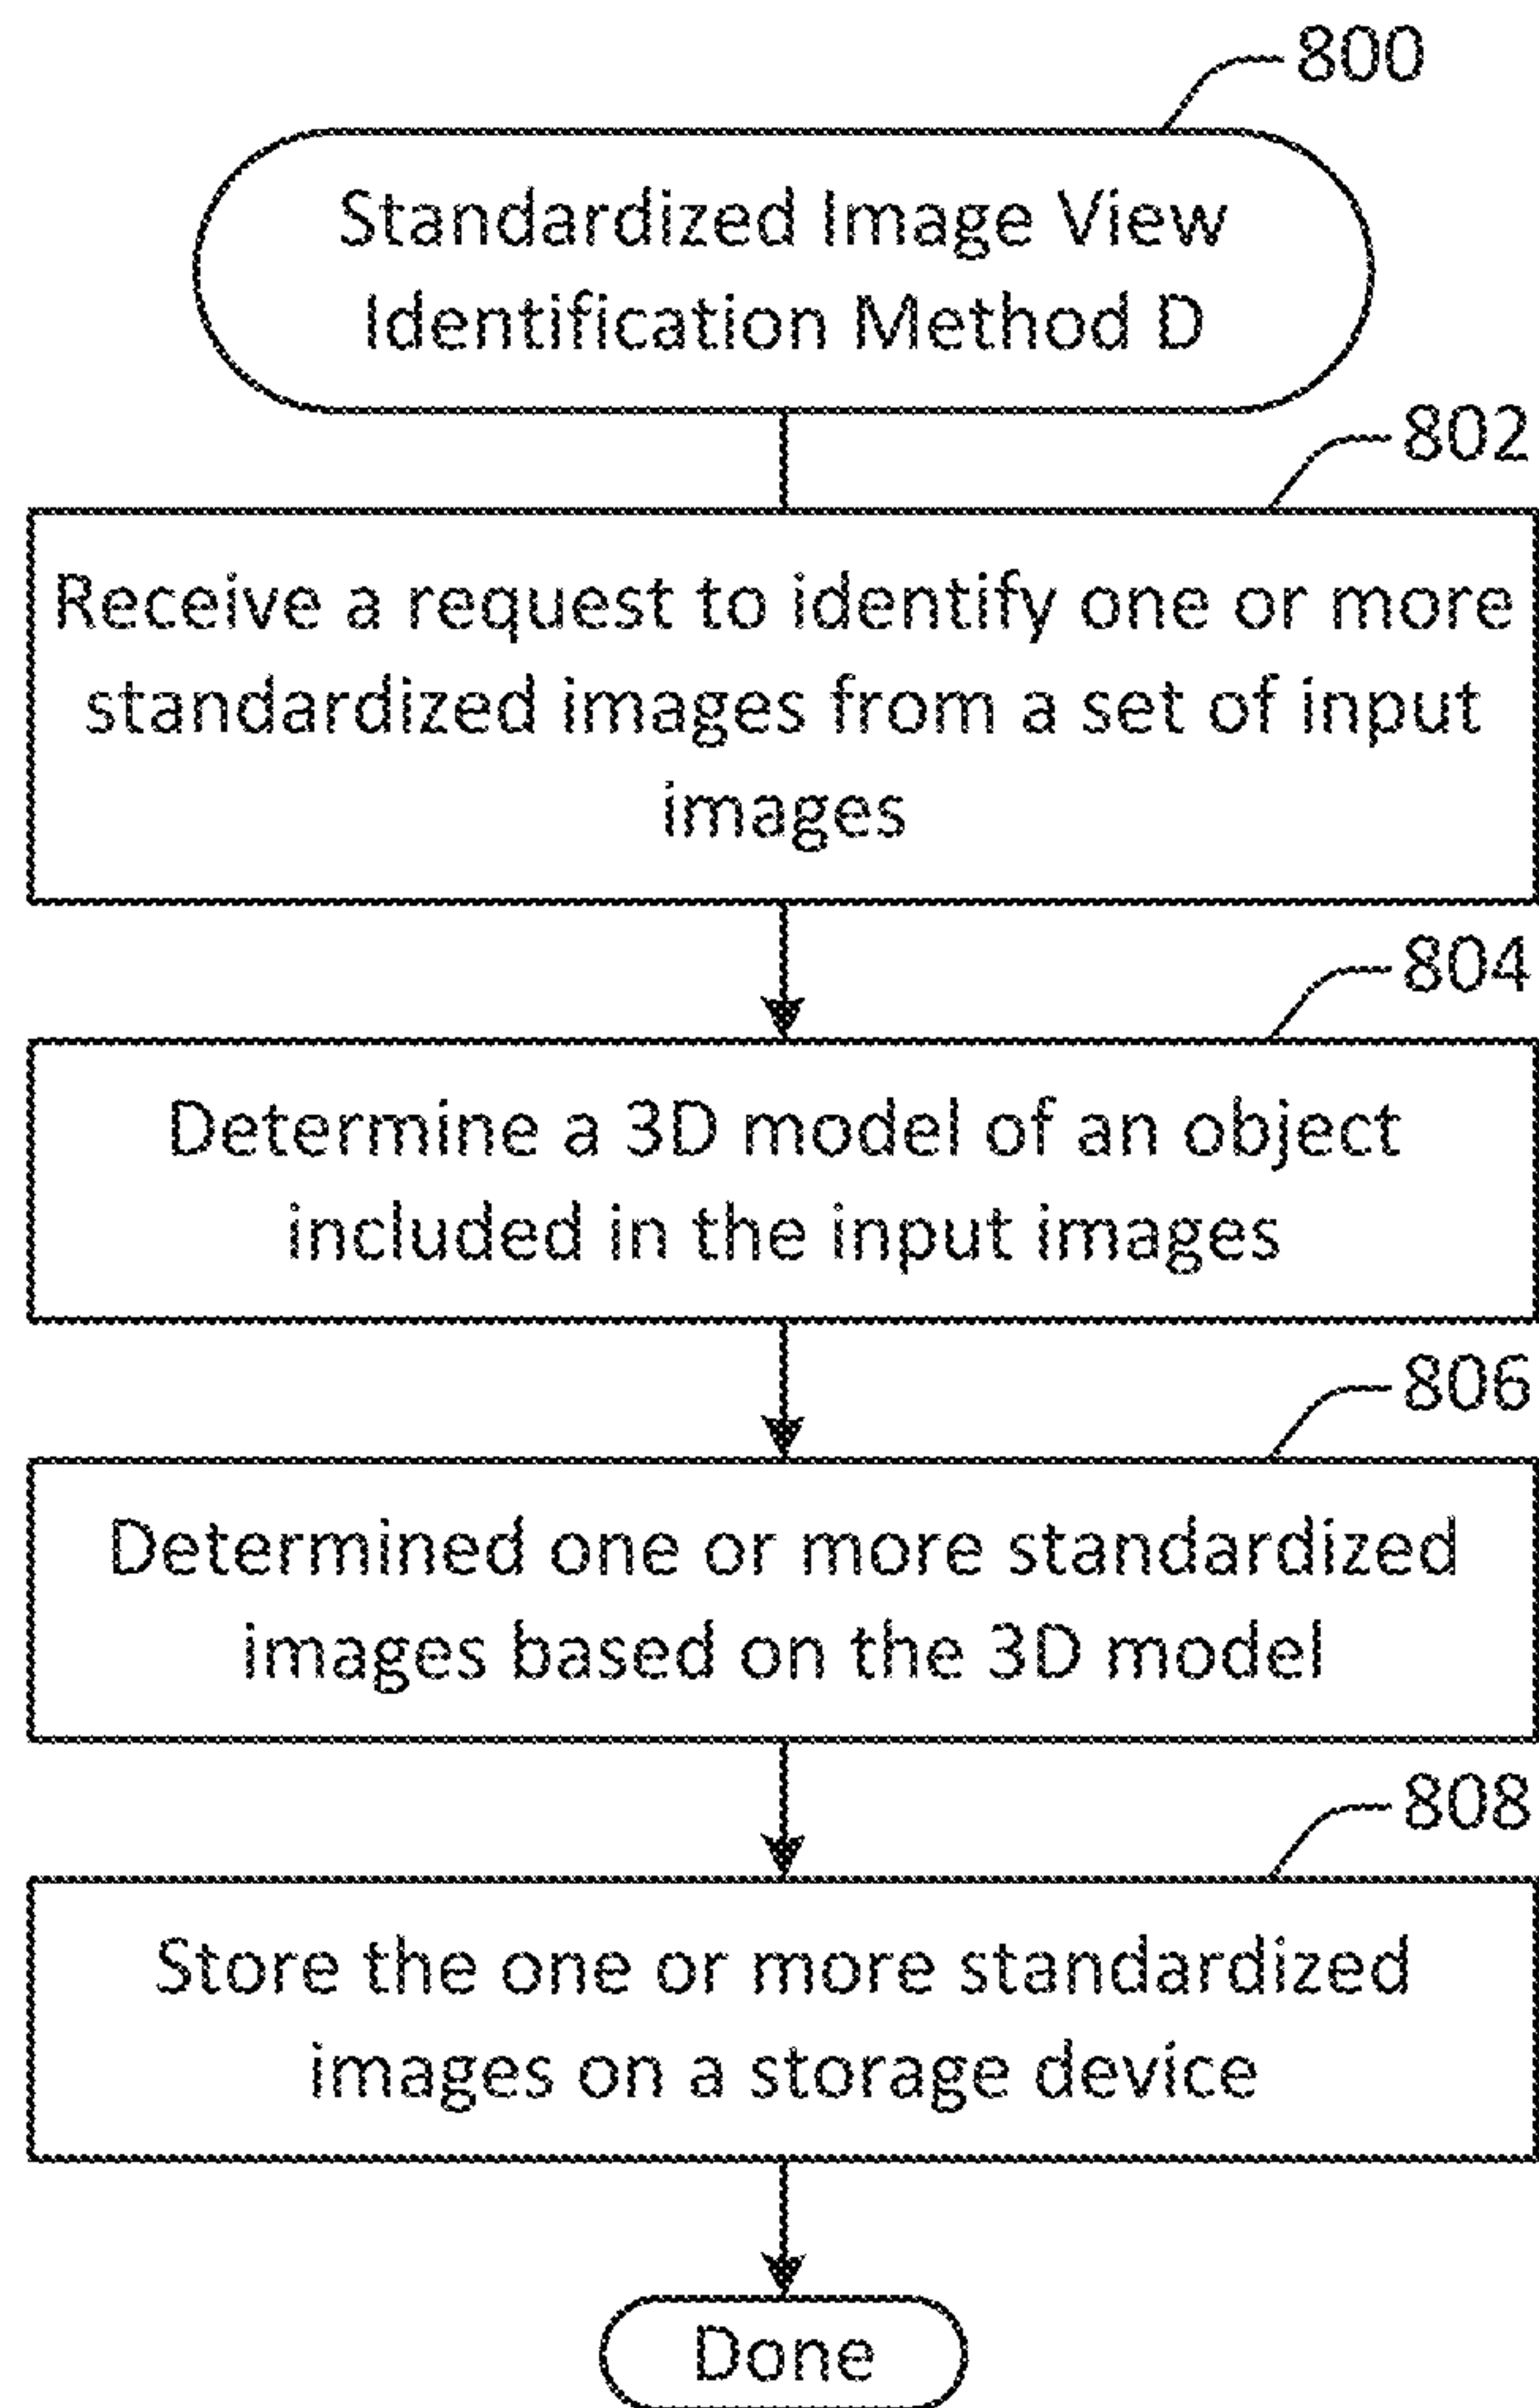 800
Standardized Image View
Identification Method D
802
Receive a request to identify one or more
standardized images from a set of input
images
804
Determine a 3D model of an object
included in the input images
806
Determined one or more standardized
images based on the 3D model
808
Store the one or more standardized
images on a storage device
Done